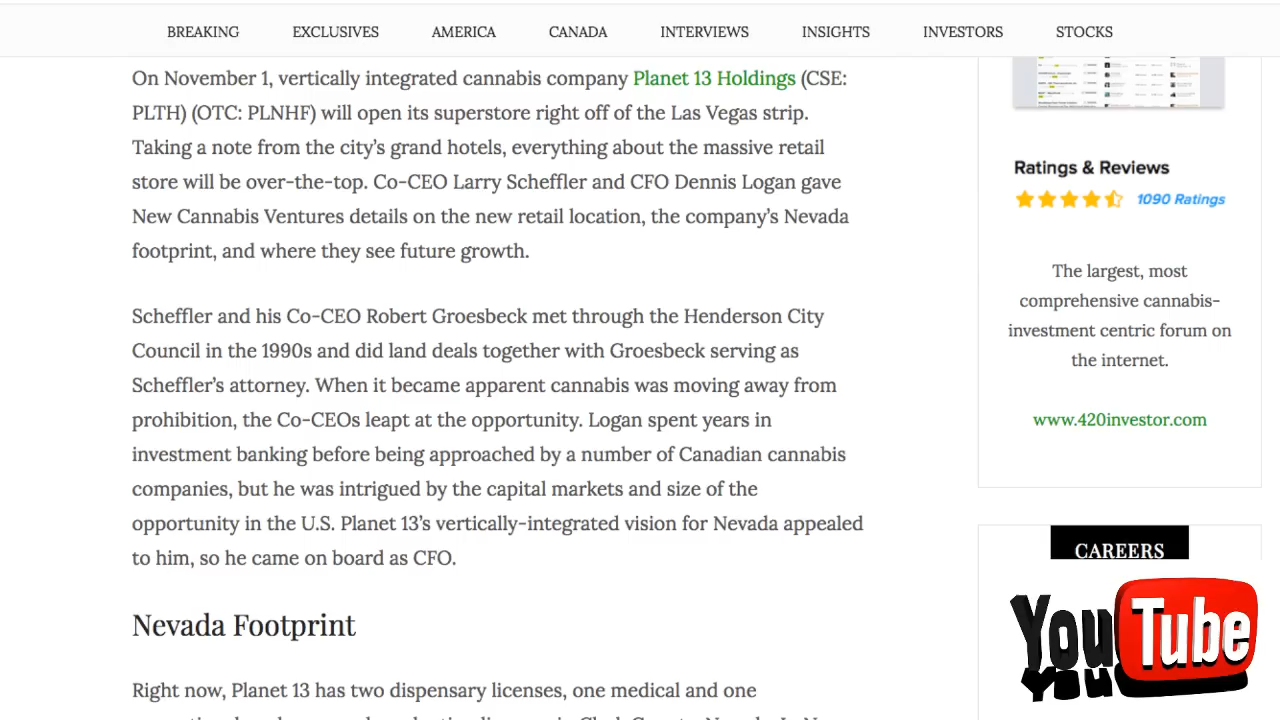 BREAKING EXCLUSIVES AMERICA CANADA INTERVIEWS INSIGHTS INVESTORS STOCKS
On November 1, vertically integrated cannabis company Planet 13 Holdings (CSE:
PLTH) (OTC: PLNHF) will open its superstore right off of the Las Vegas strip.
Taking a note from the city’s grand hotels, everything about the massive retail
store will be over-the-top. Co-CEO Larry Scheffler and CFO Dennis Logan gave
New Cannabis Ventures details on the new retail location, the company’s Nevada
footprint, and where they see future growth.
Scheffler and his Co-CEO Robert Groesbeck met through the Henderson City
Council in the 1990s and did land deals together with Groesbeck serving as
Scheffler’s attorney. When it became apparent cannabis was moving away from
prohibition, the Co-CEOs leapt at the opportunity. Logan spent years in
investment banking before being approached by a number of Canadian cannabis
companies, but he was intrigued by the capital markets and size of the
opportunity in the U.S. Planet 13’s vertically-integrated vision for Nevada appealed
to him, so he came on board as CFO.
Nevada Footprint
Right now, Planet 13 has two dispensary licenses, one medical and one
Ratings & Reviews
1090 Ratings
The largest, most
comprehensive cannabis-
investment centric forum on
the internet.
www.420investor.com
CAREERS
YouTube